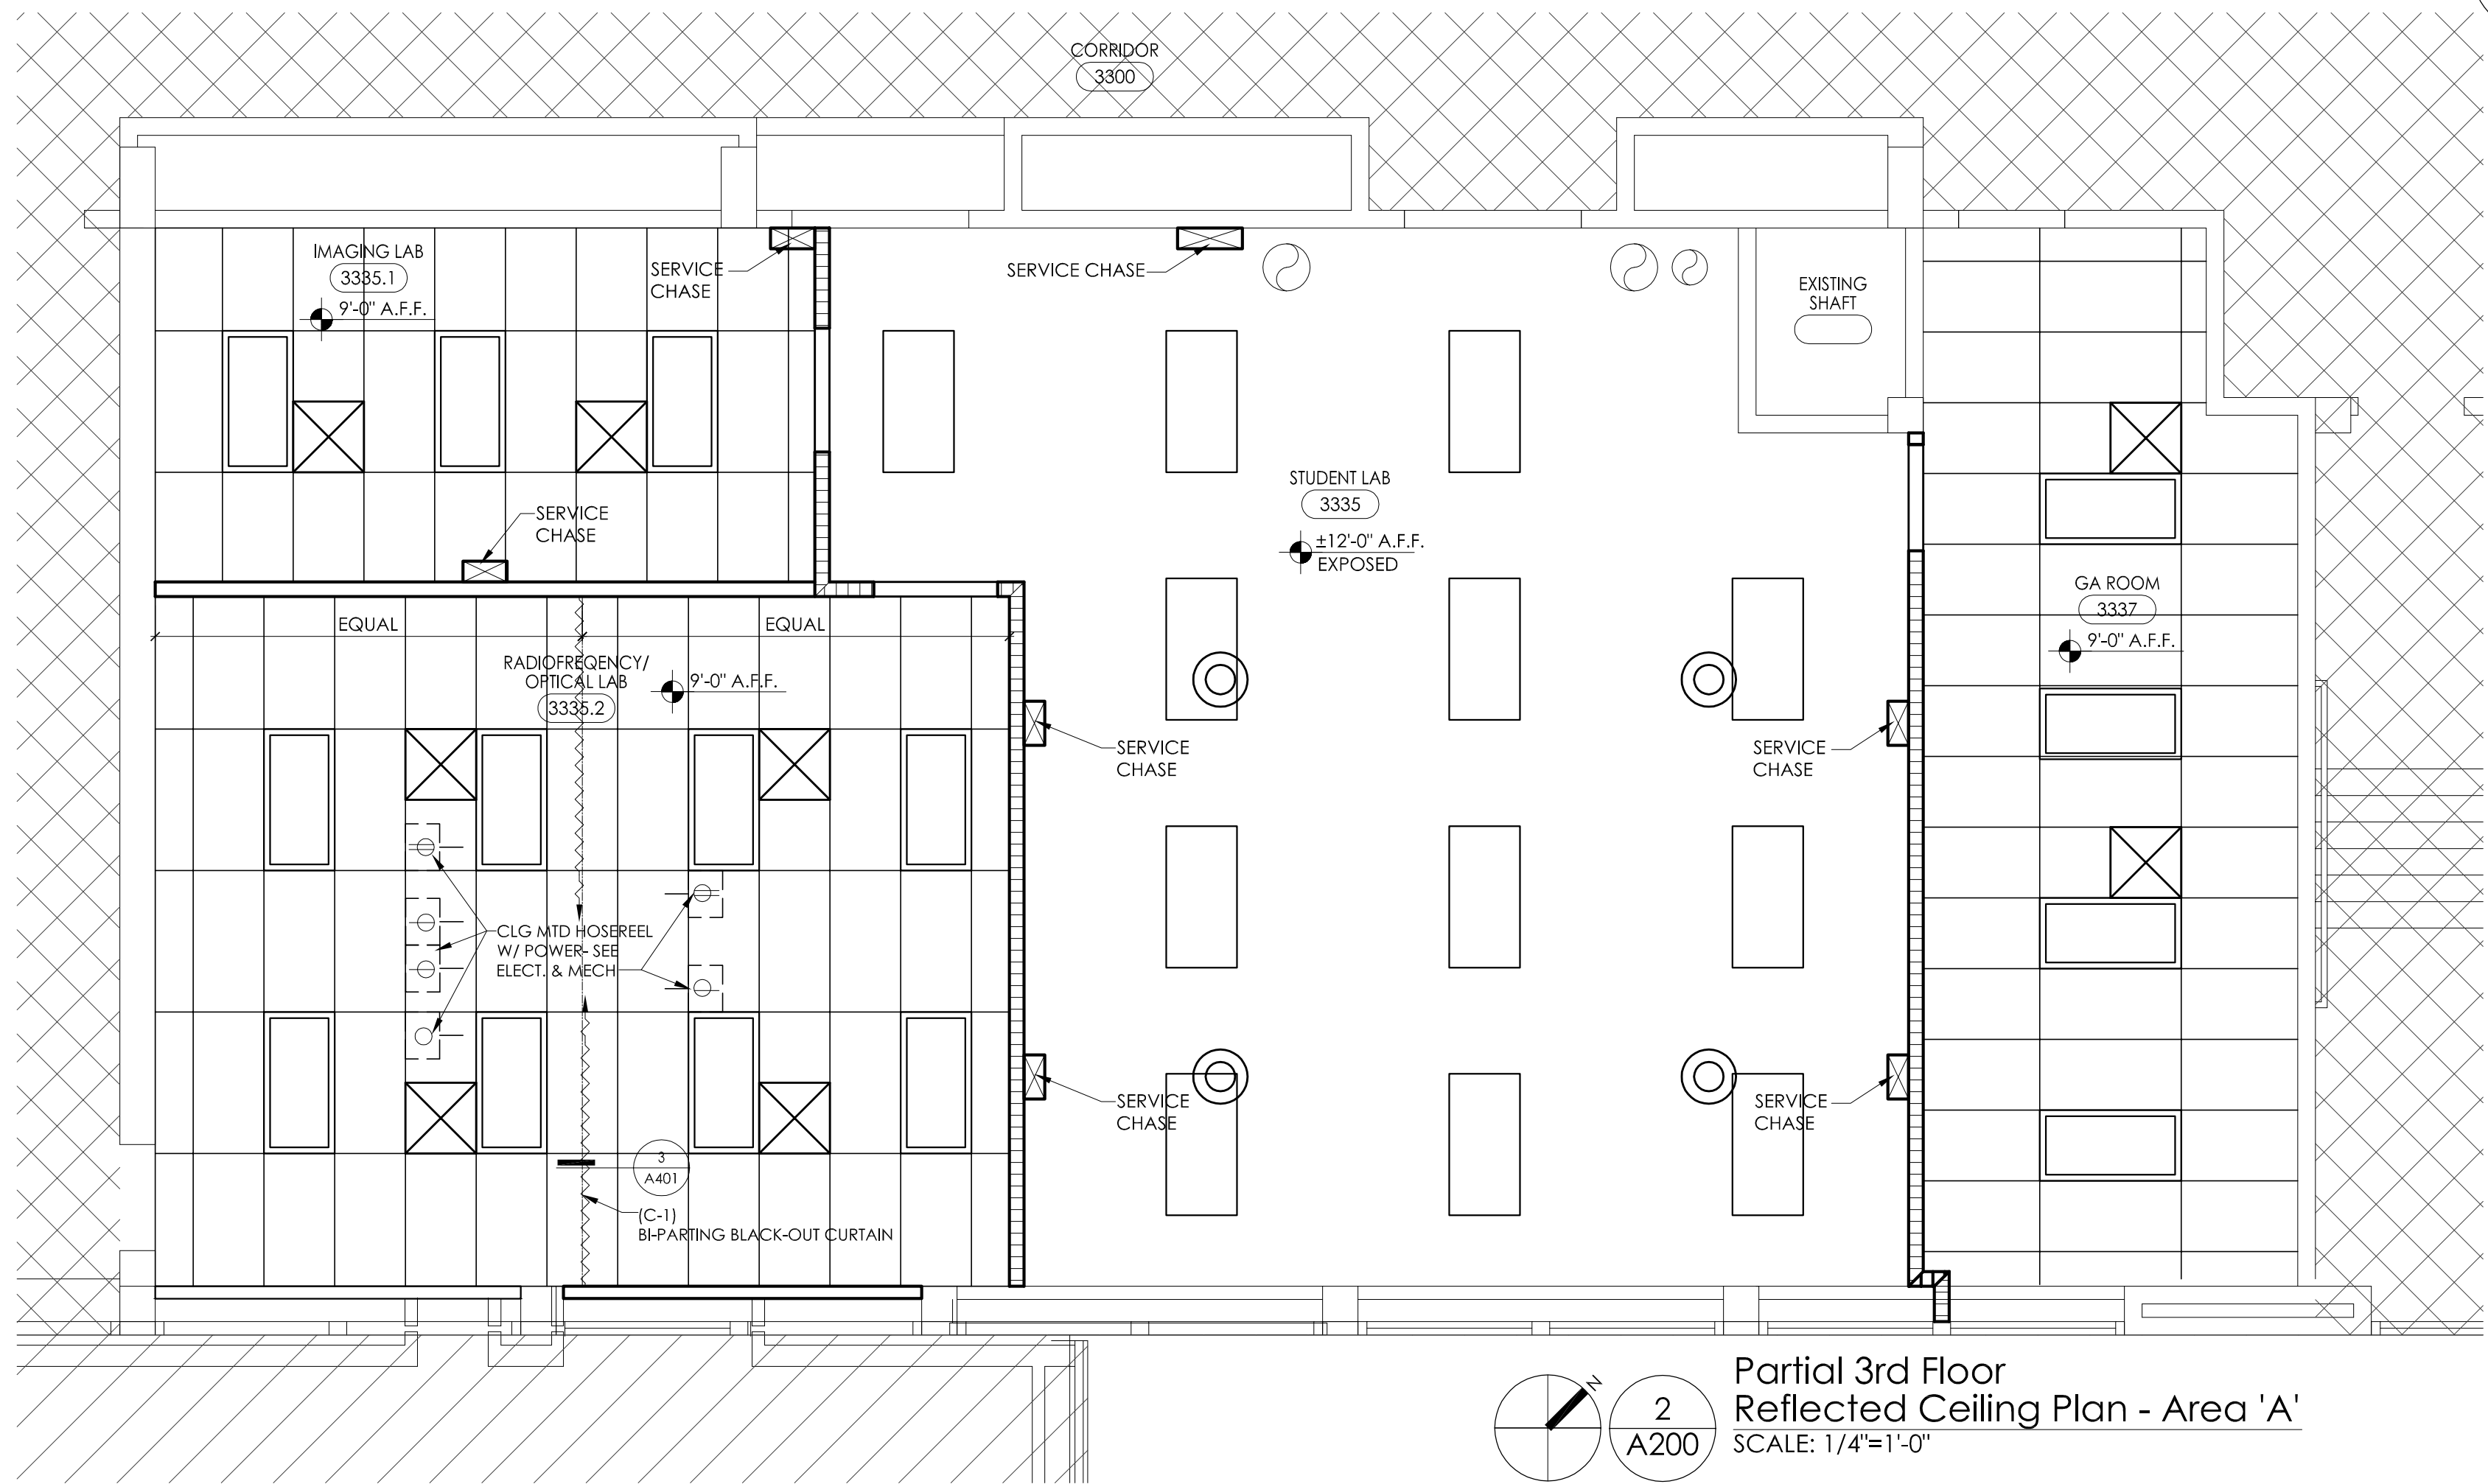 CORRIDOR
3300
IMAGING LAB
3335.1
9'-0" A.F.F.
SERVICE
CHASE
SERVICE CHASE
EXISTING
SHAFT
SERVICE
CHASE
STUDENT LAB
3335
±12'-0" A.F.F.
EXPOSED
GA ROOM
3337
9'-0" A.F.F.
EQUAL
EQUAL
RADIOFREQENCY/
OPTICAL LAB
3335.2
9'-0" A.F.F.
SERVICE
CHASE
SERVICE
CHASE
CLG MTD HOSEREEL
W/ POWER- SEE
ELECT. & MECH
SERVICE
CHASE
SERVICE
CHASE
3
A401
(C-1)
BI-PARTING BLACK-OUT CURTAIN
N
2
A200
Partial 3rd Floor
Reflected Ceiling Plan - Area 'A'
SCALE: 1/4"=1'-0"